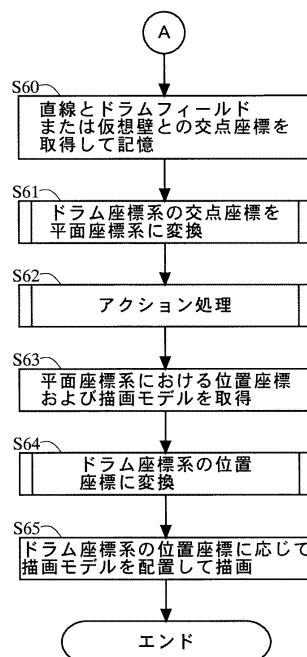 A
S60
直線とドラムフィールド
または仮想壁との交点座標を
取得して記憶
S61
ドラム座標系の交点座標を
平面座標系に変換
S62
アクション処理
S63
平面座標系における位置座標
および描画モデルを取得
S64
ドラム座標系の位置
座標に変換
S65
ドラム座標系の位置座標に応じて
描画モデルを配置して描画
エンド